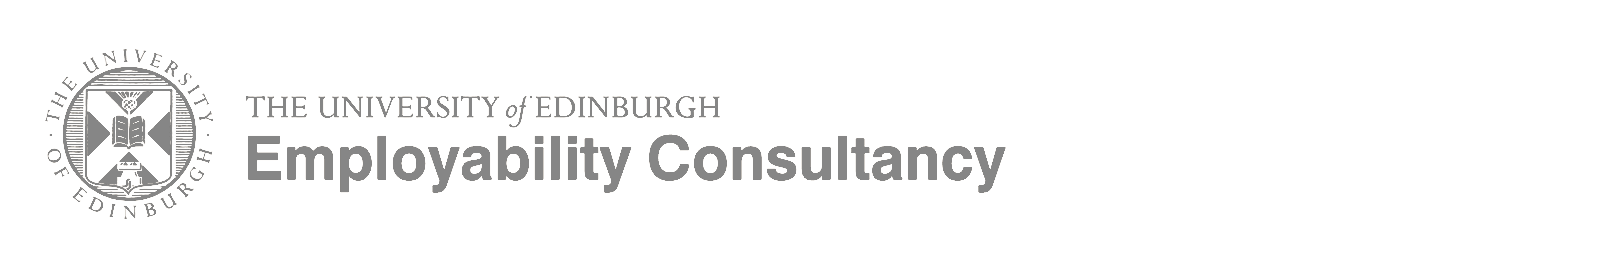 THE UNIVERSITY OF EDINBURGH
THE UNIVERSITY of EDINBURGH
Employability Consultancy